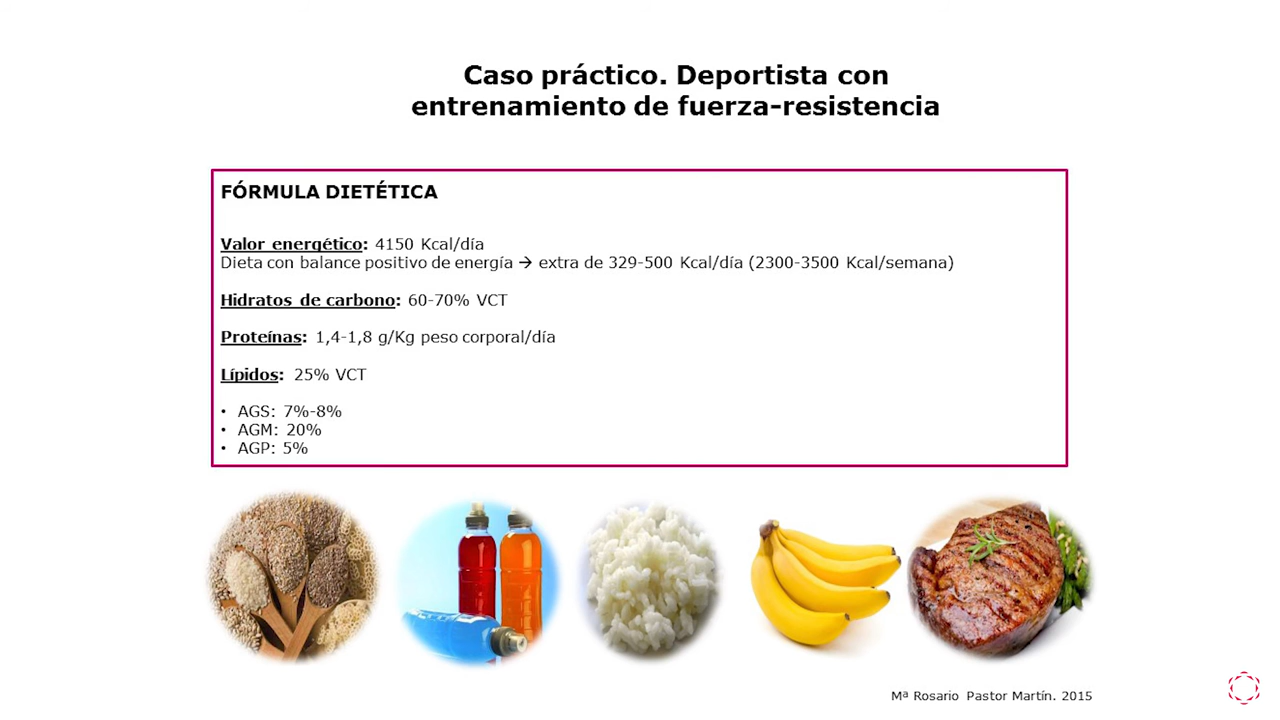 Caso práctico. Deportista con
entrenamiento de fuerza-resistencia
FÓRMULA DIETÉTICA
Valor energético: 4150 Kcal/día
Dieta con balance positivo de energía → extra de 329-500 Kcal/día (2300-3500 Kcal/semana)
Hidratos de carbono: 60-70% VCT
Proteínas: 1,4-1,8 g/Kg peso corporal/día
Lípidos: 25% VCT
• AGS: 7%-8%
• AGM: 20%
• AGP: 5%
Mª Rosario Pastor Martín. 2015